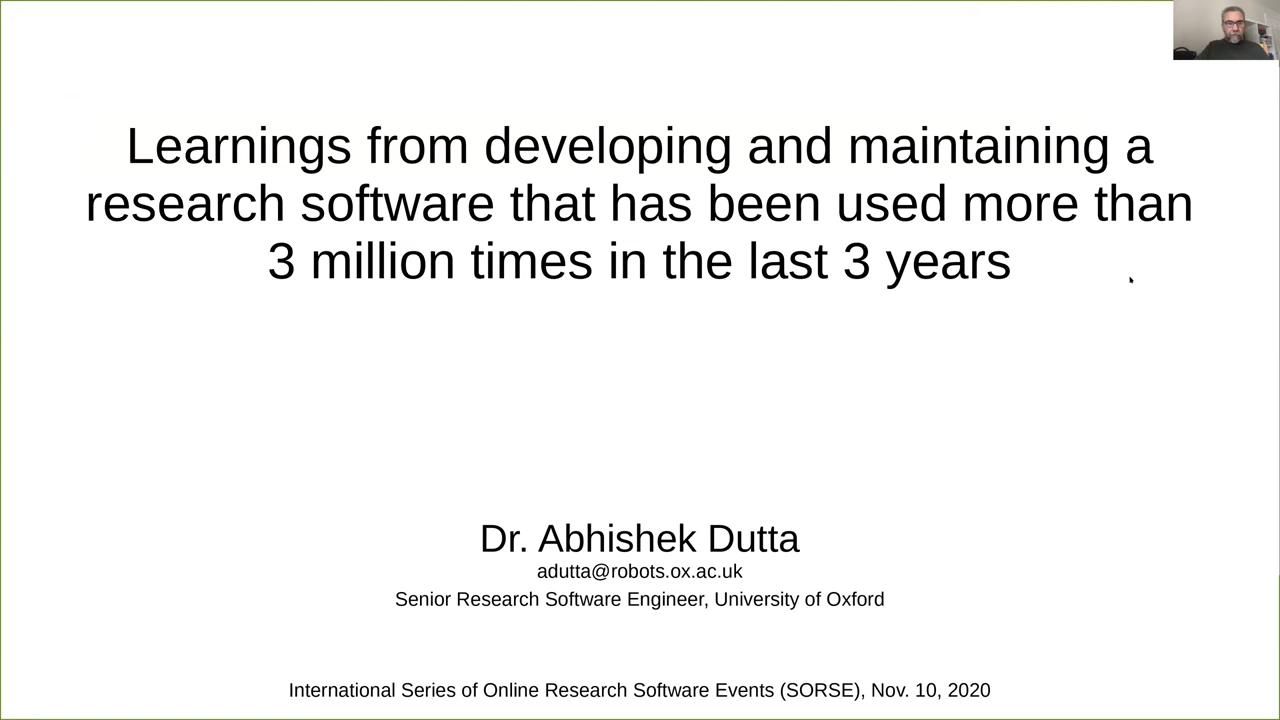 Learnings from developing and maintaining a
research software that has been used more than
3 million times in the last 3 years
Dr. Abhishek Dutta
adutta@robots.ox.ac.uk
Senior Research Software Engineer, University of Oxford
International Series of Online Research Software Events (SORSE), Nov. 10, 2020